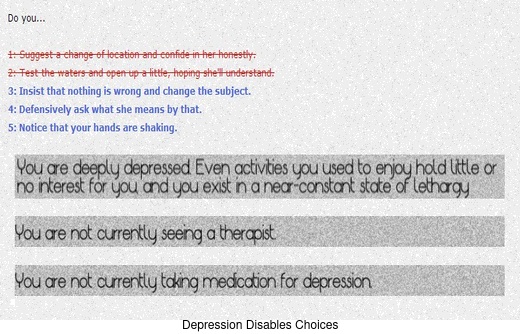 Do you...
1: Suggest a change of location and confide in her honestly.
2: Test the waters and open up a little, hoping she'll understand.
3: Insist that nothing is wrong and change the subject.
4: Defensively ask what she means by that.
5: Notice that your hands are shaking.
You are deeply depressed. Even activities you used to enjoy hold little or
no interest for you, and you exist in a near-constant state of lethargy
You are not currently seeing a therapist.
You are not currently taking medication for depression.
Depression Disables Choices